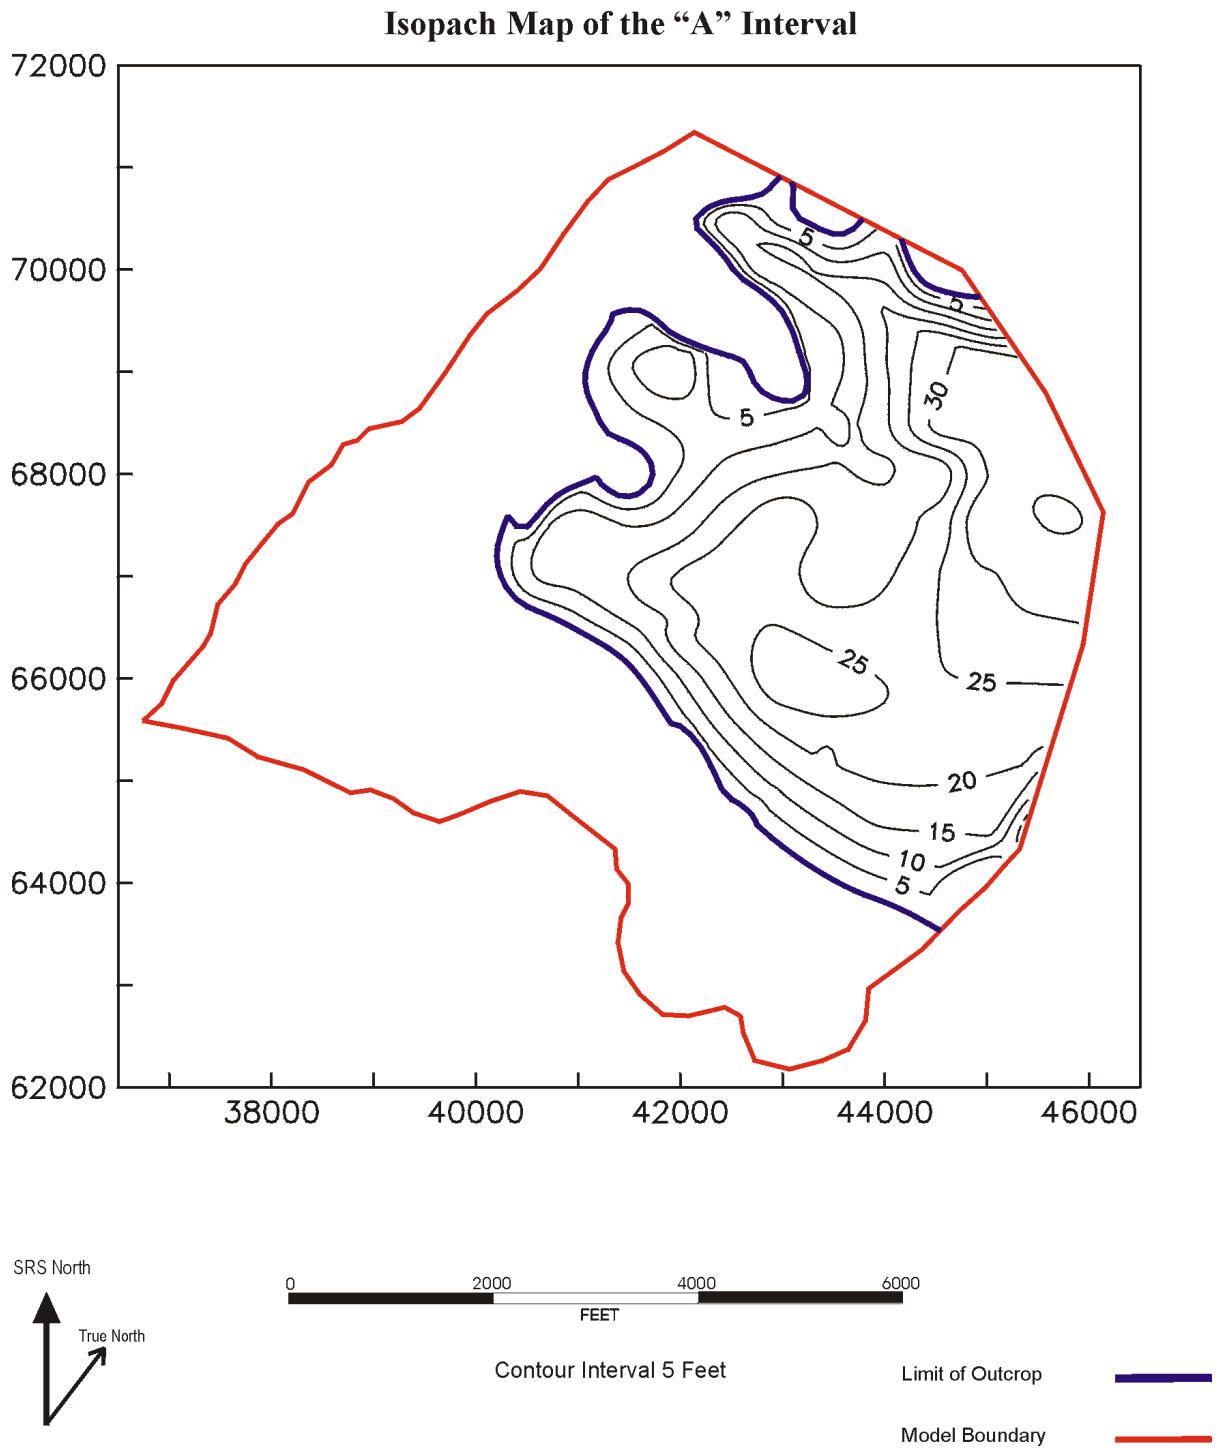 Isopach Map of the “A” Interval
72000
70000
68000
66000
64000
62000
5
5
30
5
25
25
20
15
10
5
38000 40000 42000 44000 46000
SRS North
True North
0 2000 4000 6000
FEET
Contour Interval 5 Feet
Limit of Outcrop
Model Boundary